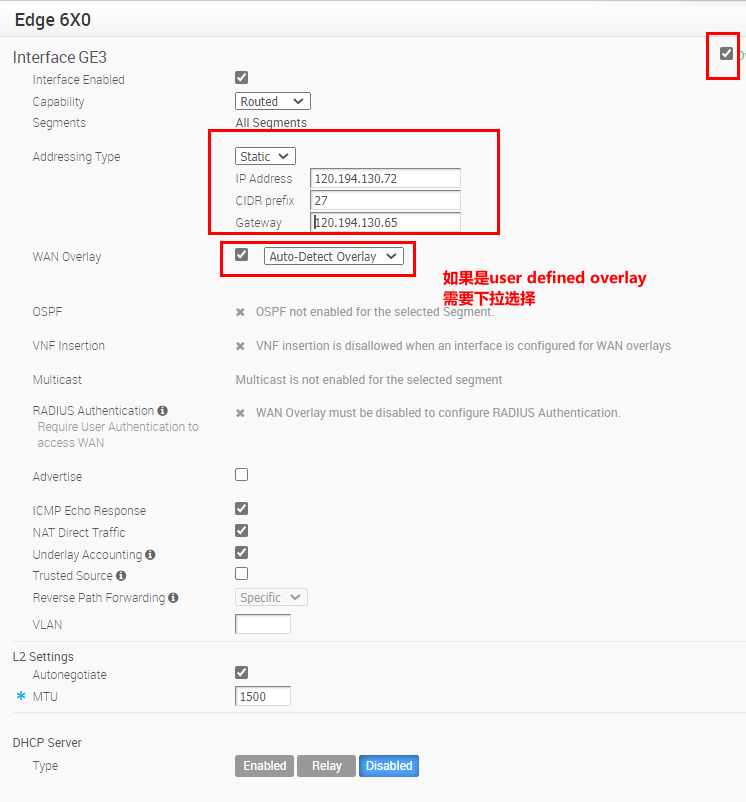 Edge 6X0
Interface GE3
Interface Enabled
Capability Routed
Segments All Segments
Addressing Type Static
IP Address 120.194.130.72
CIDR prefix 27
Gateway 120.194.130.65
WAN Overlay Auto-Detect Overlay
如果是user defined overlay
需要下拉选择
OSPF OSPF not enabled for the selected Segment.
VNF Insertion VNF insertion is disallowed when an interface is configured for WAN overlays
Multicast Multicast is not enabled for the selected segment
RADIUS Authentication WAN Overlay must be disabled to configure RADIUS Authentication.
Require User Authentication to
access WAN
Advertise
ICMP Echo Response
NAT Direct Traffic
Underlay Accounting
Trusted Source
Reverse Path Forwarding Specific
VLAN
L2 Settings
Autonegotiate
* MTU 1500
DHCP Server
Type Enabled Relay Disabled